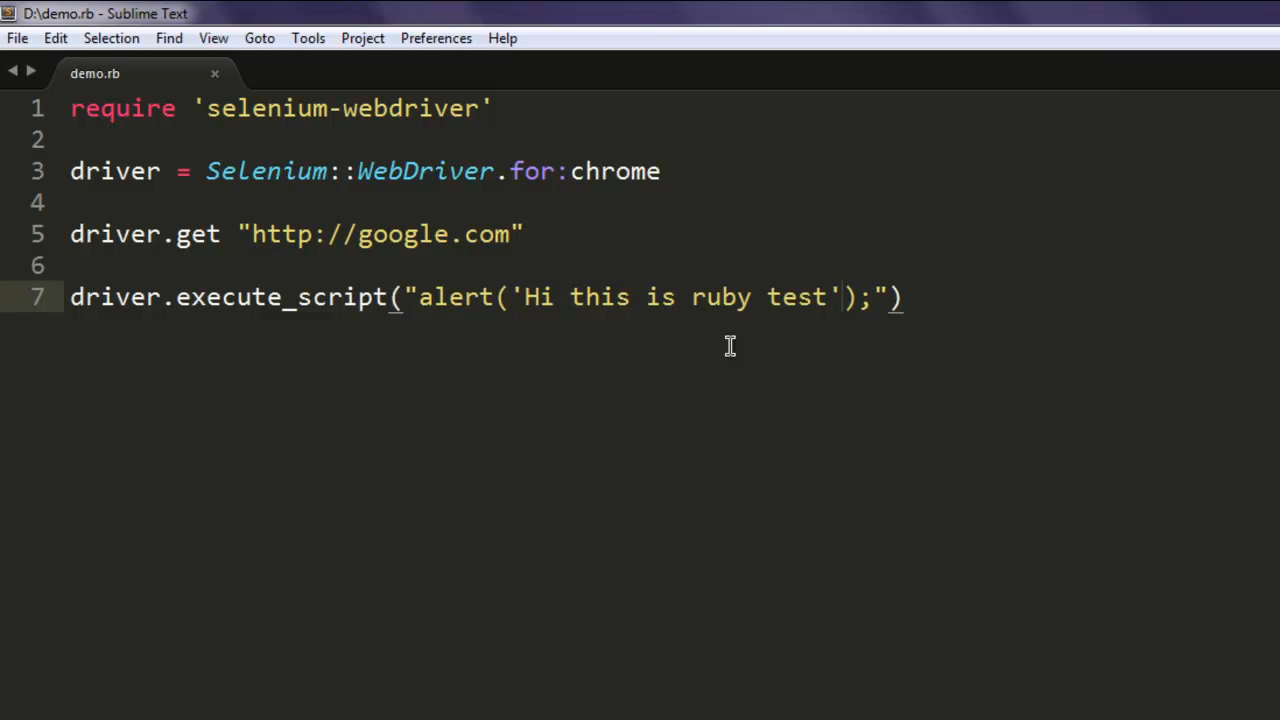 D:\demo.rb - Sublime Text
File Edit Selection Find View Goto Tools Project Preferences Help
demo.rb ×
1 require 'selenium-webdriver'
2
3 driver = Selenium::WebDriver.for:chrome
4
5 driver.get "http://google.com"
6
7 driver.execute_script("alert('Hi this is ruby test');")